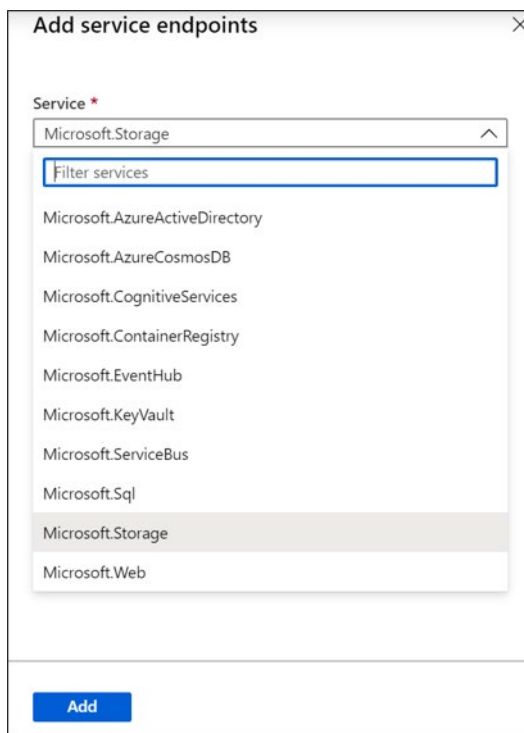 Add service endpoints
Service *
Microsoft.Storage
Filter services
Microsoft.AzureActiveDirectory
Microsoft.AzureCosmosDB
Microsoft.CognitiveServices
Microsoft.ContainerRegistry
Microsoft.EventHub
Microsoft.KeyVault
Microsoft.ServiceBus
Microsoft.Sql
Microsoft.Storage
Microsoft.Web
Add